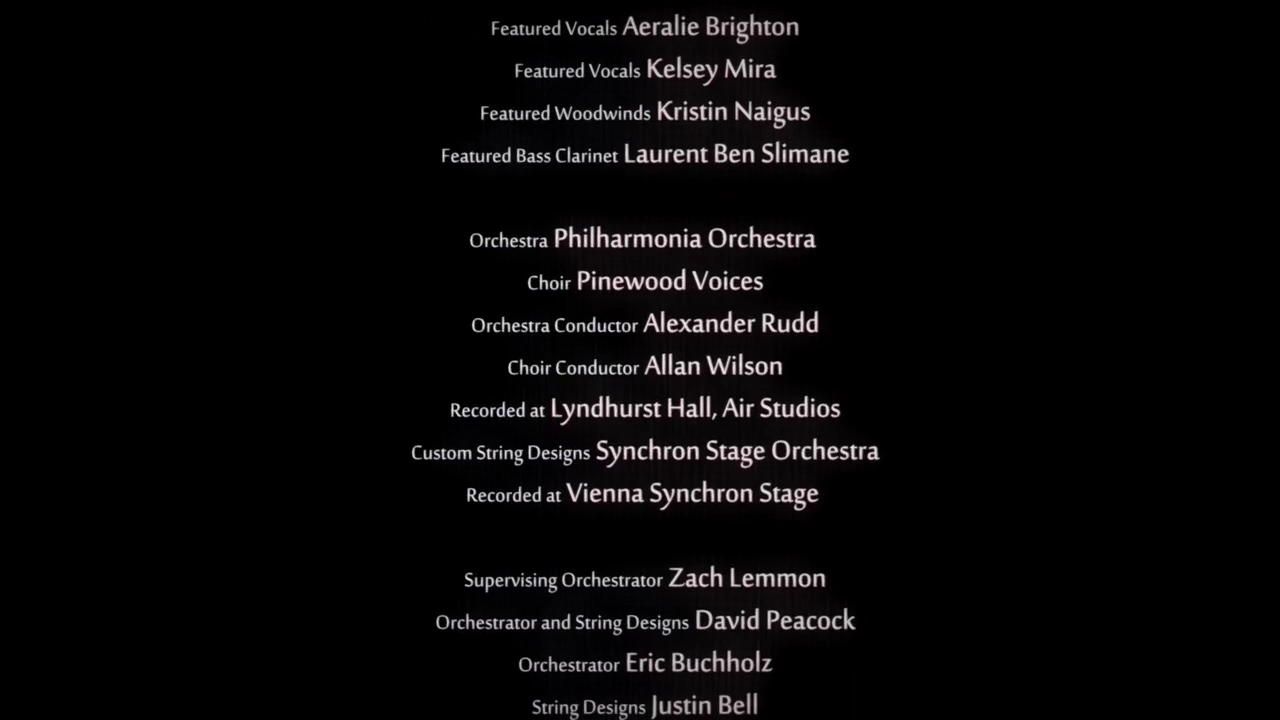 Featured Vocals Aeralie Brighton
Featured Vocals Kelsey Mira
Featured Woodwinds Kristin Naigus
Featured Bass Clarinet Laurent Ben Slimane
Orchestra Philharmonia Orchestra
Choir Pinewood Voices
Orchestra Conductor Alexander Rudd
Choir Conductor Allan Wilson
Recorded at Lyndhurst Hall, Air Studios
Custom String Designs Synchron Stage Orchestra
Recorded at Vienna Synchron Stage
Supervising Orchestrator Zach Lemmon
Orchestrator and String Designs David Peacock
Orchestrator Eric Buchholz
String Designs Justin Bell